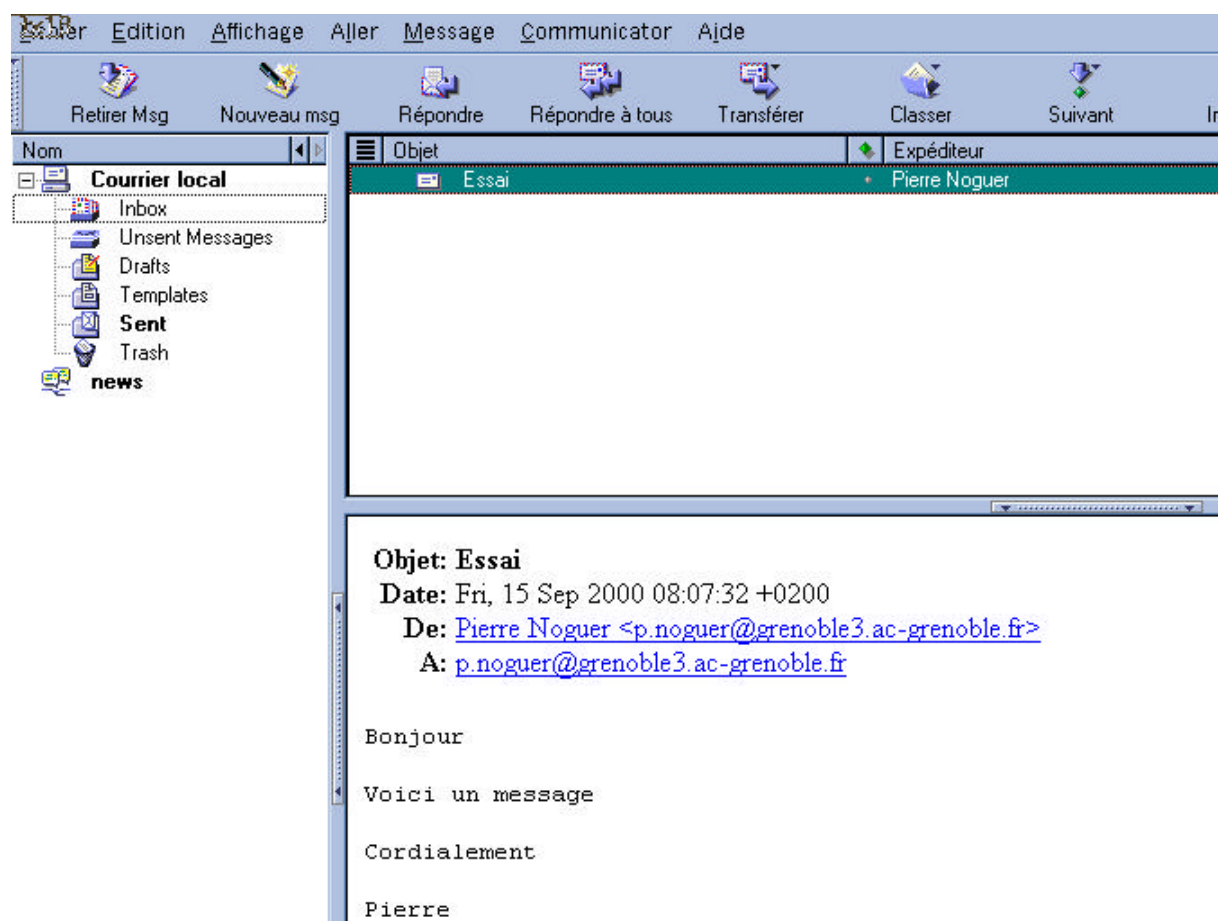 Edition Affichage Aller Message Communicator Aide
Retirer Msg Nouveau msg Répondre Répondre à tous Transférer Classer Suivant
Nom
Courrier local
Inbox
Unsent Messages
Drafts
Templates
Sent
Trash
news
Objet Expéditeur
Essai Pierre Noguer
Objet: Essai
Date: Fri, 15 Sep 2000 08:07:32 +0200
De: Pierre Noguer <p.noguer@grenoble3.ac-grenoble.fr>
A: p.noguer@grenoble3.ac-grenoble.fr
Bonjour
Voici un message
Cordialement
Pierre